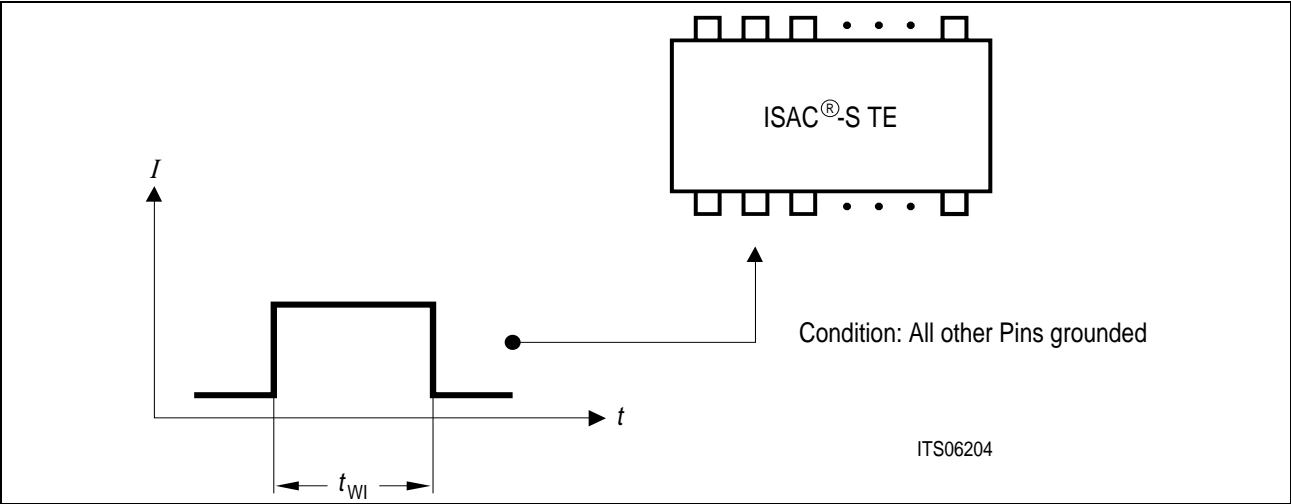 ISAC®-S TE
I
Condition: All other Pins grounded
t
ITS06204
tWI